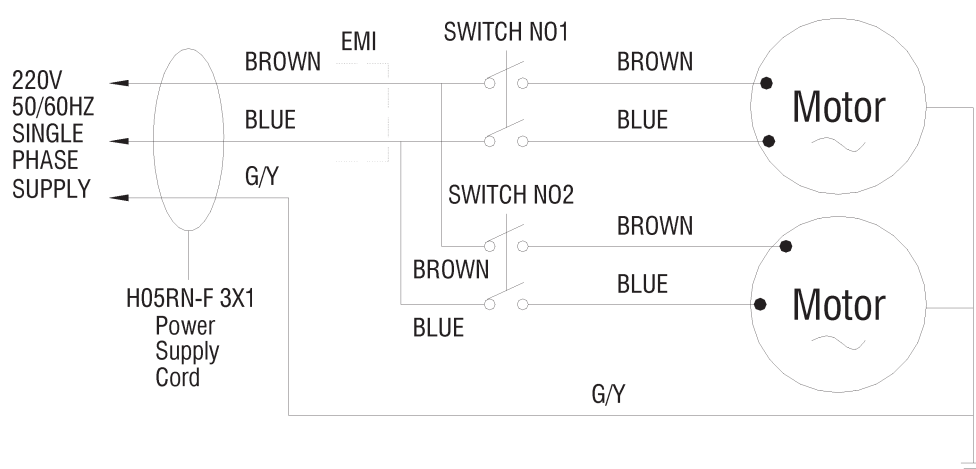 220V
50/60HZ
SINGLE
PHASE
SUPPLY
BROWN
BLUE
G/Y
EMI
SWITCH NO1
BROWN
BLUE
Motor
SWITCH NO2
BROWN
BLUE
BROWN
BLUE
Motor
H05RN-F 3X1
Power
Supply
Cord
G/Y